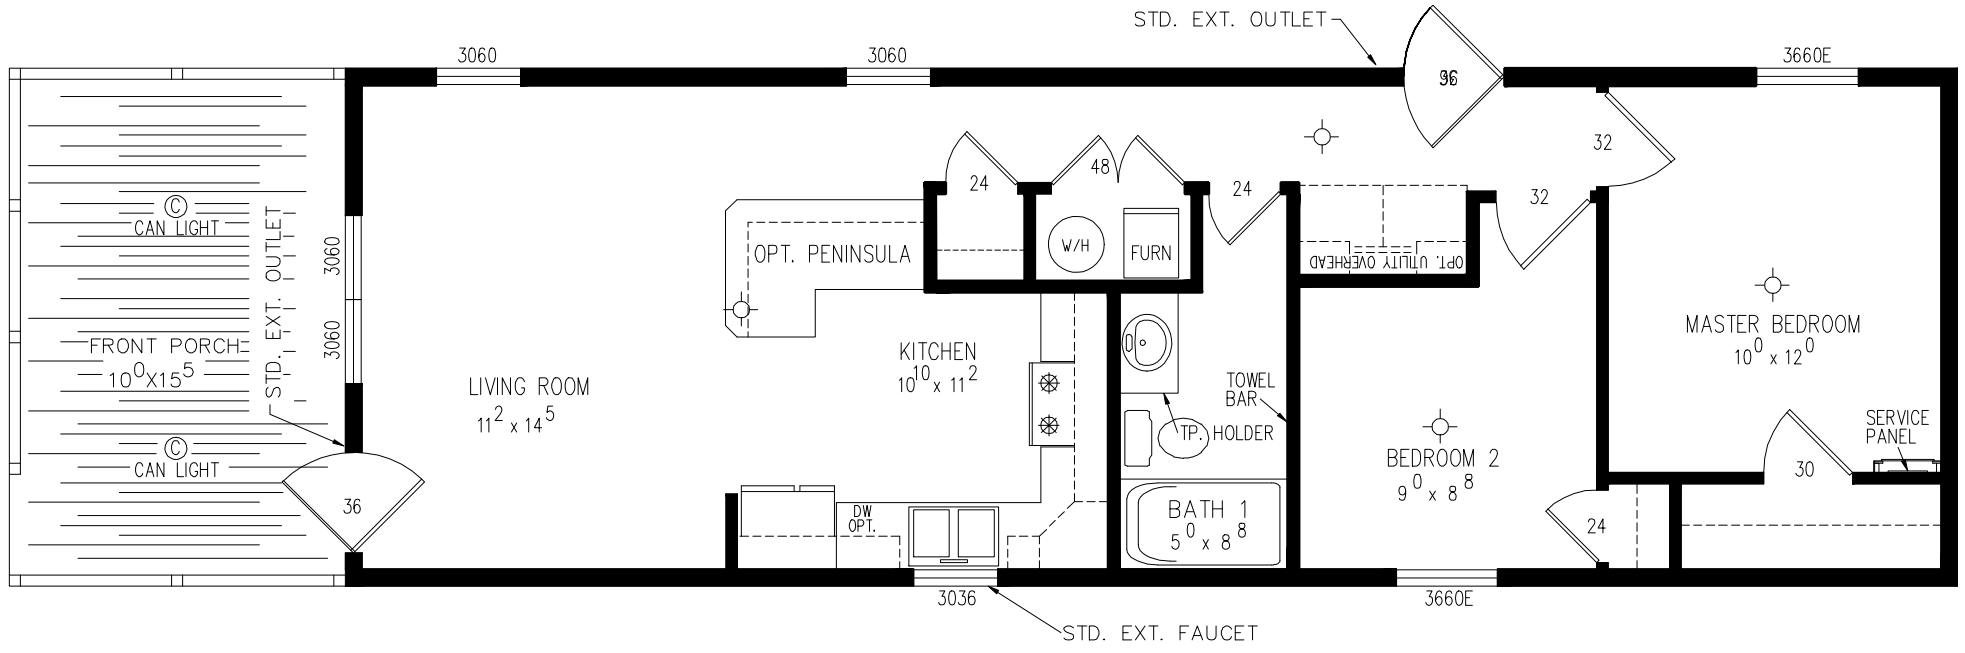 STD. EXT. OUTLET
3060
3060
3660E
36
32
48
24
24
32
CAN LIGHT
C
STD. EXT. OUTLET
3060
3060
OPT. PENINSULA
W/H
FURN
OPT. UTILITY OVERHEAD
FRONT PORCH
10⁰X15⁵
LIVING ROOM
11² x 14⁵
KITCHEN
10¹⁰ x 11²
MASTER BEDROOM
10⁰ x 12⁰
TOWEL
BAR
TP. HOLDER
SERVICE
PANEL
BEDROOM 2
9⁰ x 8⁸
C
CAN LIGHT
30
36
DW
OPT.
BATH 1
5⁰ x 8⁸
24
3036
3660E
STD. EXT. FAUCET